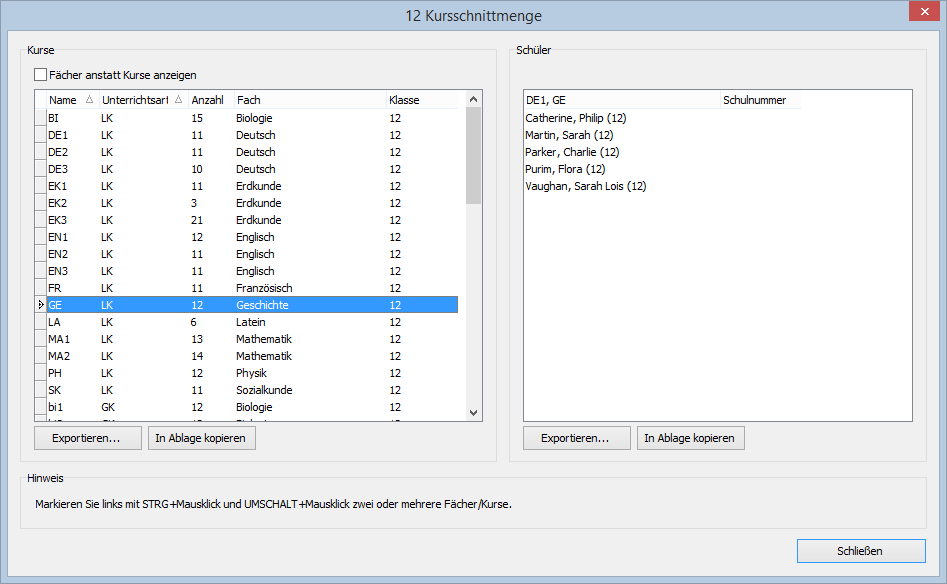 12 Kursschnittmenge
Kurse
Fächer anstatt Kurse anzeigen
Name Unterrichtsart Anzahl Fach Klasse
BI LK 15 Biologie 12
DE1 LK 11 Deutsch 12
DE2 LK 11 Deutsch 12
DE3 LK 10 Deutsch 12
EK1 LK 11 Erdkunde 12
EK2 LK 3 Erdkunde 12
EK3 LK 21 Erdkunde 12
EN1 LK 12 Englisch 12
EN2 LK 11 Englisch 12
EN3 LK 11 Englisch 12
FR LK 11 Französisch 12
GE LK 12 Geschichte 12
LA LK 6 Latein 12
MA1 LK 13 Mathematik 12
MA2 LK 14 Mathematik 12
PH LK 12 Physik 12
SK LK 11 Sozialkunde 12
bi1 GK 12 Biologie 12
Exportieren... In Ablage kopieren
Schüler
DE1, GE Schulnummer
Catherine, Philip (12)
Martin, Sarah (12)
Parker, Charlie (12)
Purim, Flora (12)
Vaughan, Sarah Lois (12)
Exportieren... In Ablage kopieren
Hinweis
Markieren Sie links mit STRG+Mausklick und UMSCHALT+Mausklick zwei oder mehrere Fächer/Kurse.
Schließen